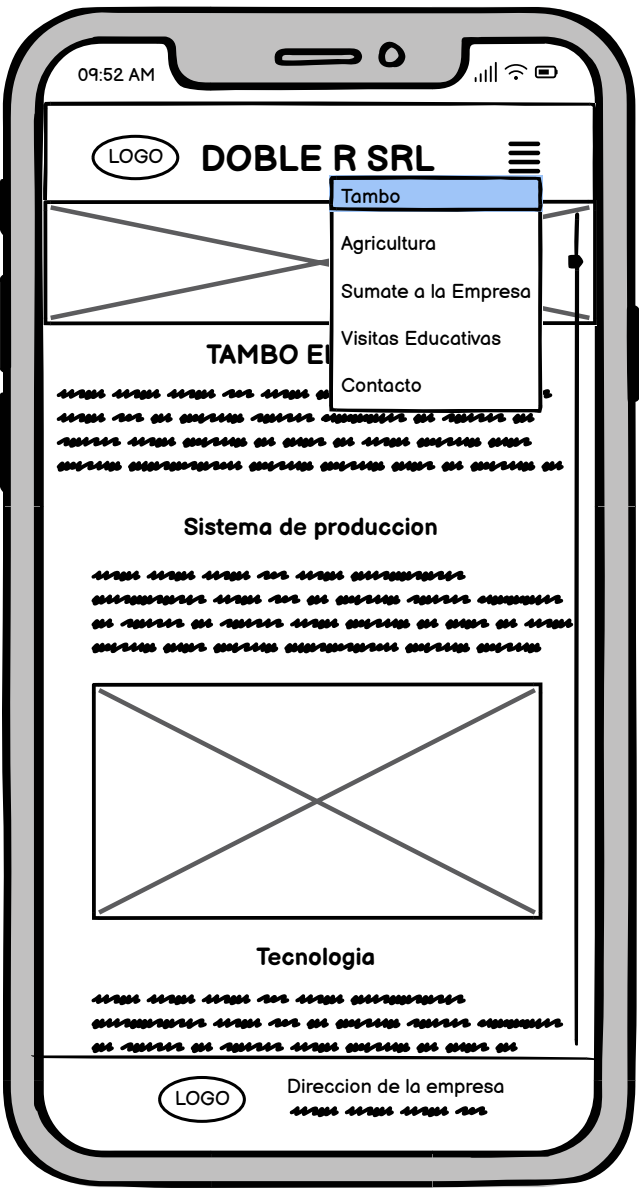 09:52 AM
LOGO
DOBLE R SRL
Tambo
Agricultura
Sumate a la Empresa
Visitas Educativas
Contacto
TAMBO
Sistema de produccion
Tecnologia
LOGO
Direccion de la empresa